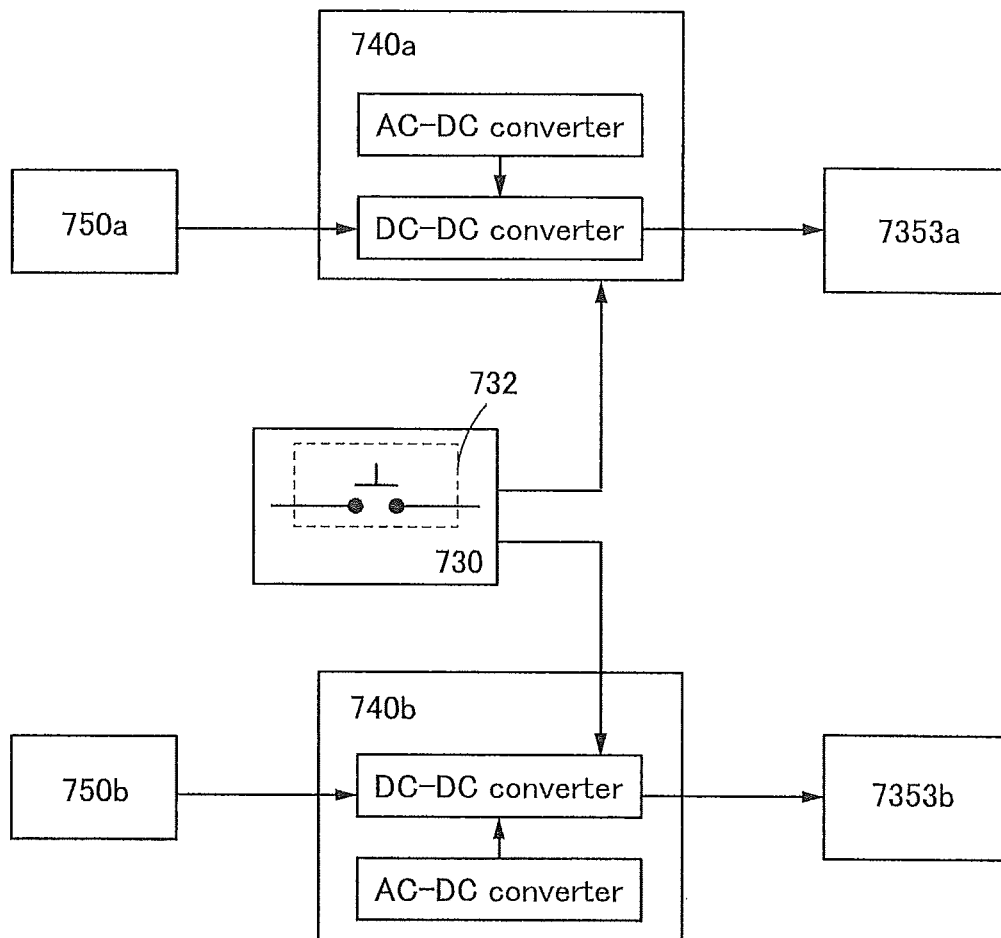 740a
AC-DC converter
750a
DC-DC converter
7353a
732
730
740b
750b
DC-DC converter
7353b
AC-DC converter